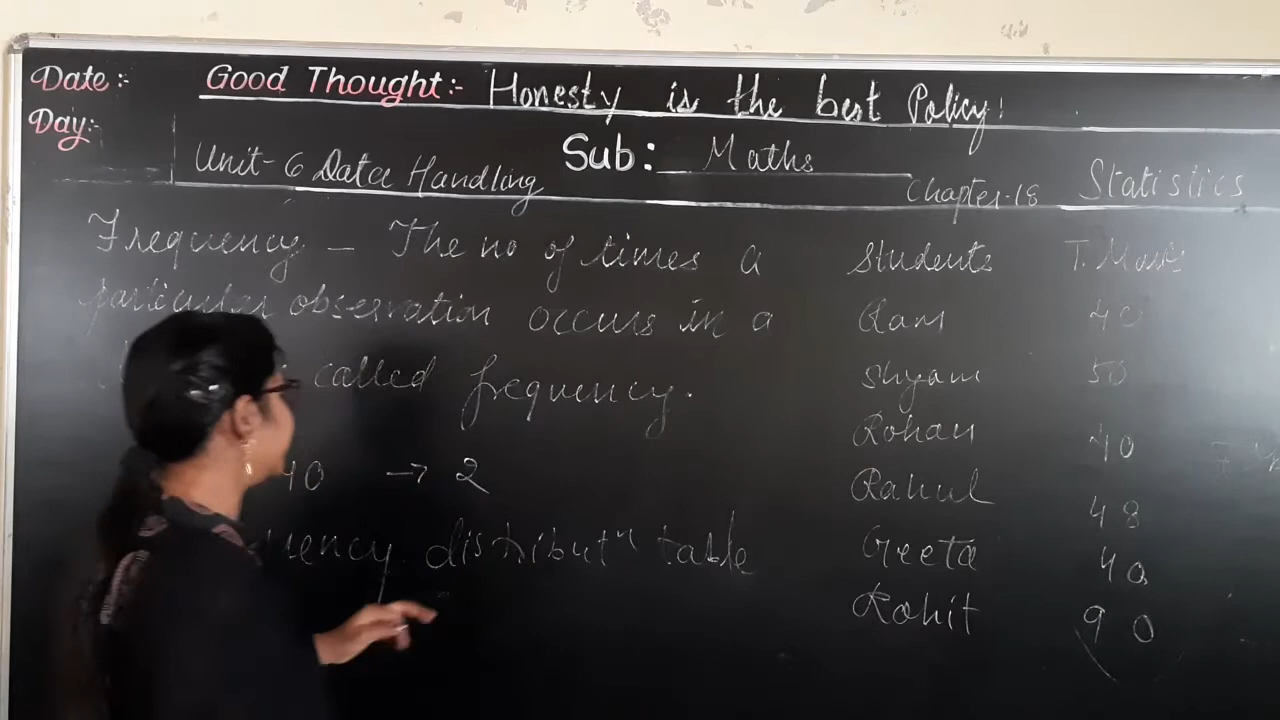 Date:-
Good Thought:- Honesty is the best Policy!
Day:-
Sub: Maths
Unit-6 Data Handling
Chapter-18 Statistics
Frequency – The no of times a
particular observation occurs in a
called frequency.
40 → 2
uency distributⁿ table
Students T. Marks
Ram 40
Shyam 50
Rohan 40
Rahul 48
Geeta 40
Rohit 90